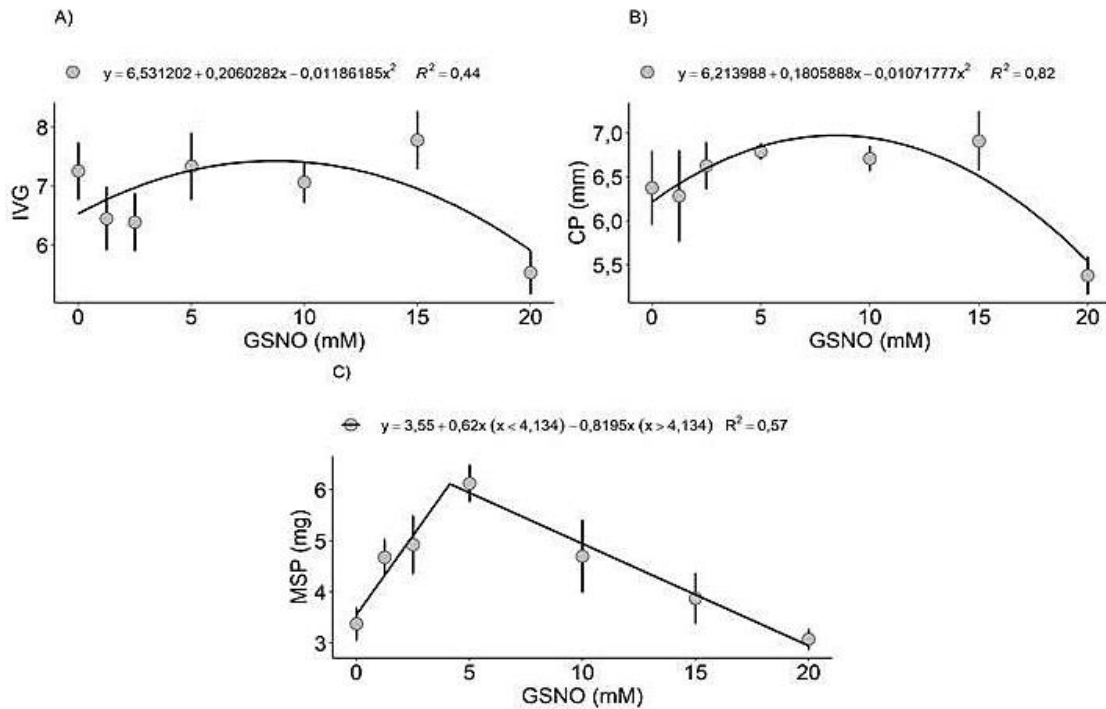 A)
y = 6,531202 + 0,2060282x − 0,01186185x² R² = 0,44
8
7
6
IVG
0 5 10 15 20
GSNO (mM)
B)
y = 6,213988 + 0,1805888x − 0,01071777x² R² = 0,82
7,0
6,5
6,0
5,5
CP (mm)
0 5 10 15 20
GSNO (mM)
C)
y = 3,55 + 0,62x (x < 4,134) − 0,8195x (x > 4,134) R² = 0,57
6
5
4
3
MSP (mg)
0 5 10 15 20
GSNO (mM)